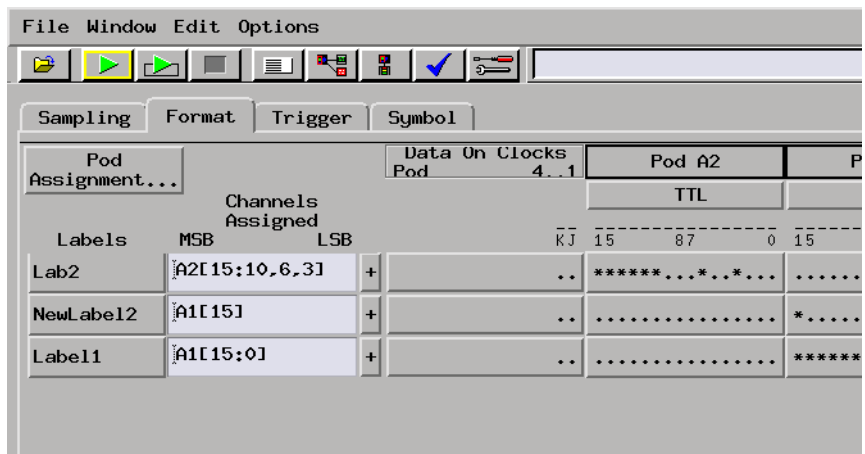 File Window Edit Options
Sampling Format Trigger Symbol
Pod
Assignment...
Data On Clocks
Pod 4..1
Pod A2
P
TTL
Channels
Assigned
Labels MSB LSB
KJ 15 87 0 15
Lab2 A2[15:10,6,3] + .. ******...*..*... ......
NewLabel2 A1[15] + .. ................ *.....
Label1 A1[15:0] + .. ................ ******